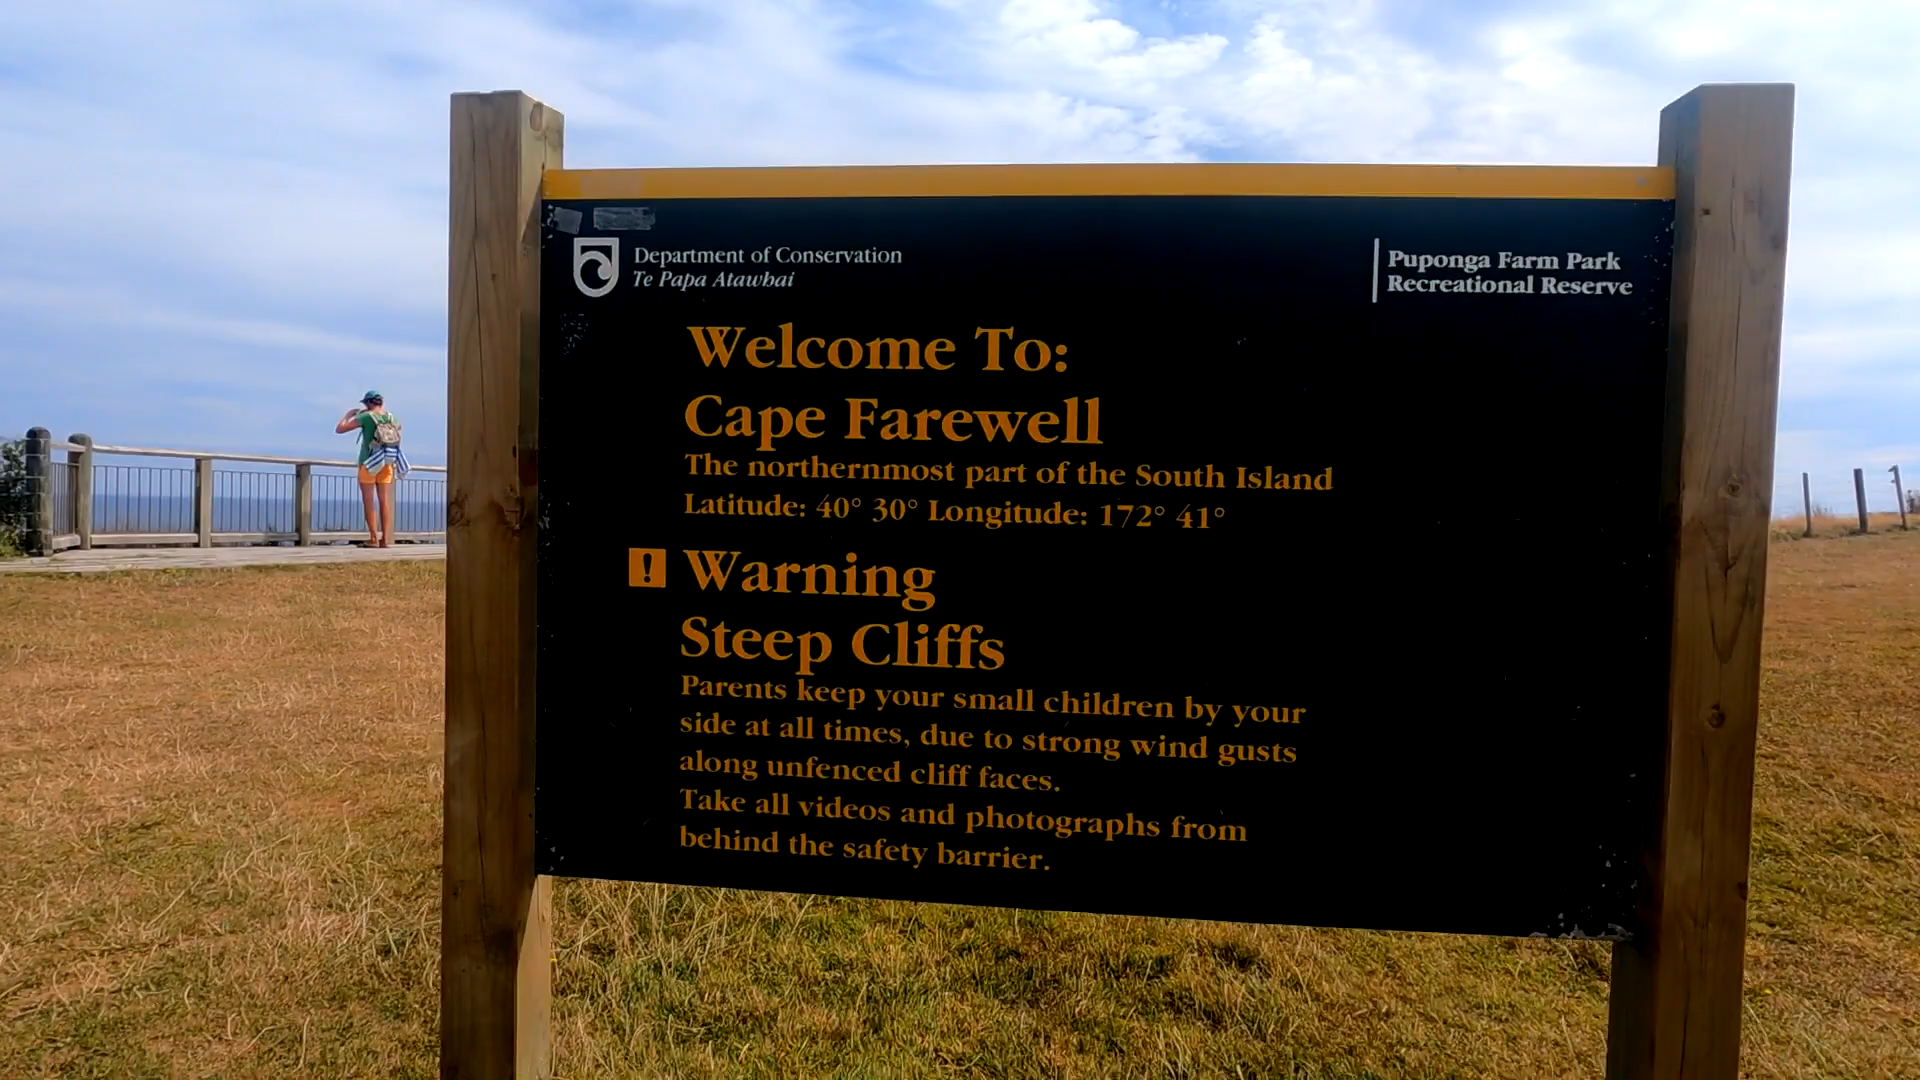 Department of Conservation
Te Papa Atawhai
Puponga Farm Park
Recreational Reserve
Welcome To:
Cape Farewell
The northernmost part of the South Island
Latitude: 40° 30° Longitude: 172° 41°
! Warning
Steep Cliffs
Parents keep your small children by your
side at all times, due to strong wind gusts
along unfenced cliff faces.
Take all videos and photographs from
behind the safety barrier.